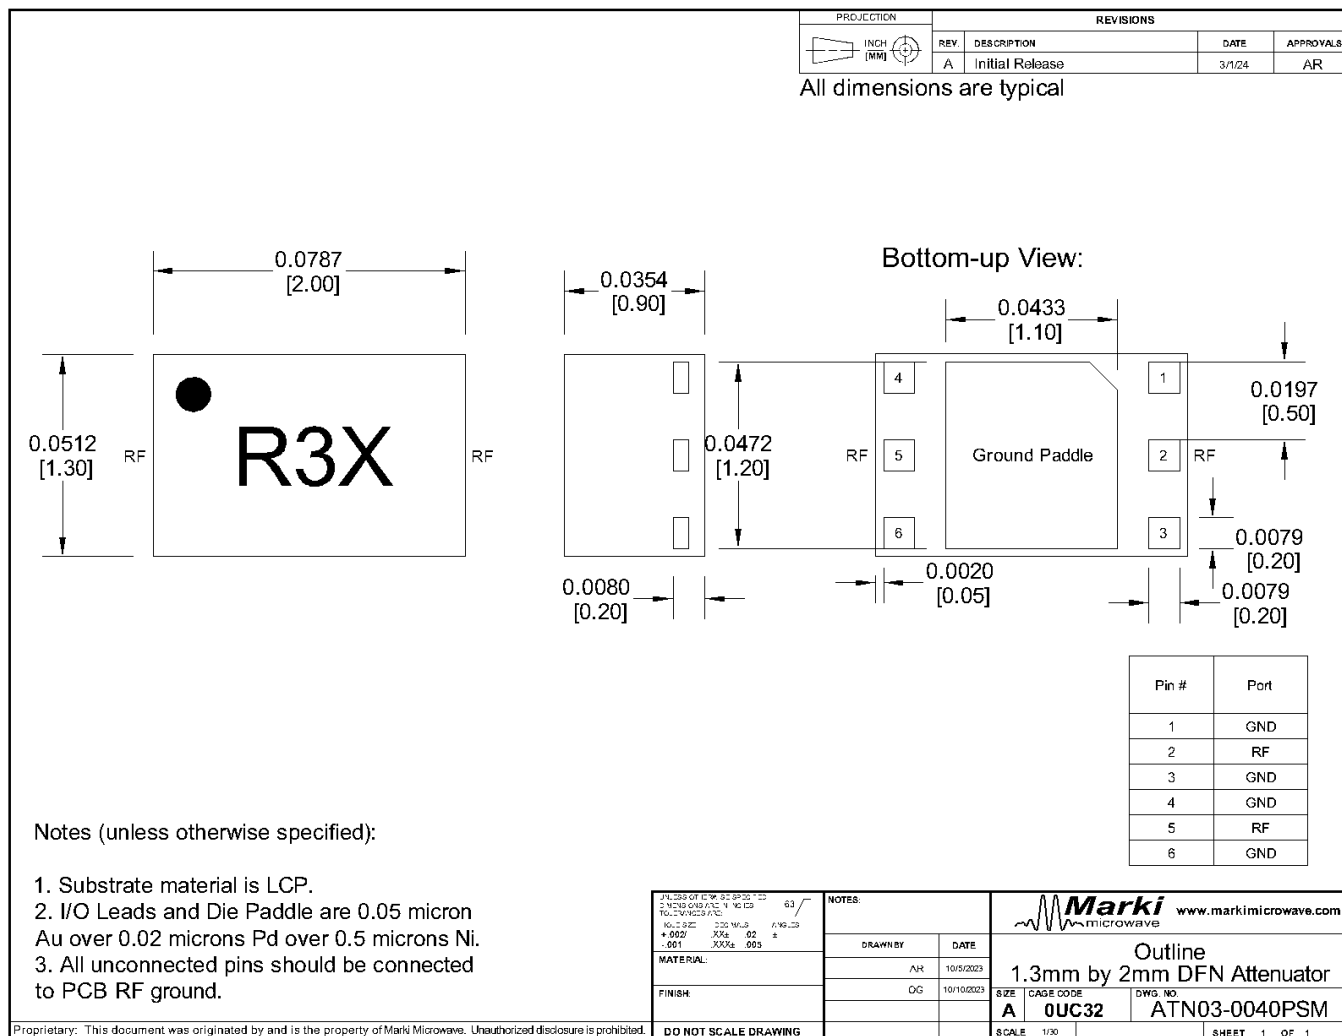 PROJECTION
INCH
[MM]
REVISIONS
REV. DESCRIPTION DATE APPROVALS
A Initial Release 3/1/24 AR
All dimensions are typical
0.0787
[2.00]
0.0512
[1.30]
RF
R3X
RF
0.0354
[0.90]
0.0472
[1.20]
0.0080
[0.20]
Bottom-up View:
0.0433
[1.10]
4
1
0.0197
[0.50]
RF
5
Ground Paddle
2
RF
6
3
0.0079
[0.20]
0.0020
[0.05]
0.0079
[0.20]
Pin # Port
1 GND
2 RF
3 GND
4 GND
5 RF
6 GND
Notes (unless otherwise specified):
1. Substrate material is LCP.
2. I/O Leads and Die Paddle are 0.05 micron
Au over 0.02 microns Pd over 0.5 microns Ni.
3. All unconnected pins should be connected
to PCB RF ground.
Proprietary: This document was originated by and is the property of Marki Microwave. Unauthorized disclosure is prohibited.
63
+.002/ .XX± .02 ±
-.001 .XXX± .005
MATERIAL:
FINISH:
DO NOT SCALE DRAWING
NOTES:
DRAWN BY DATE
AR 10/5/2023
OG 10/10/2023
Marki
microwave
www.markimicrowave.com
Outline
1.3mm by 2mm DFN Attenuator
SIZE CAGE CODE DWG. NO.
A 0UC32 ATN03-0040PSM
SCALE 1/30 SHEET 1 OF 1